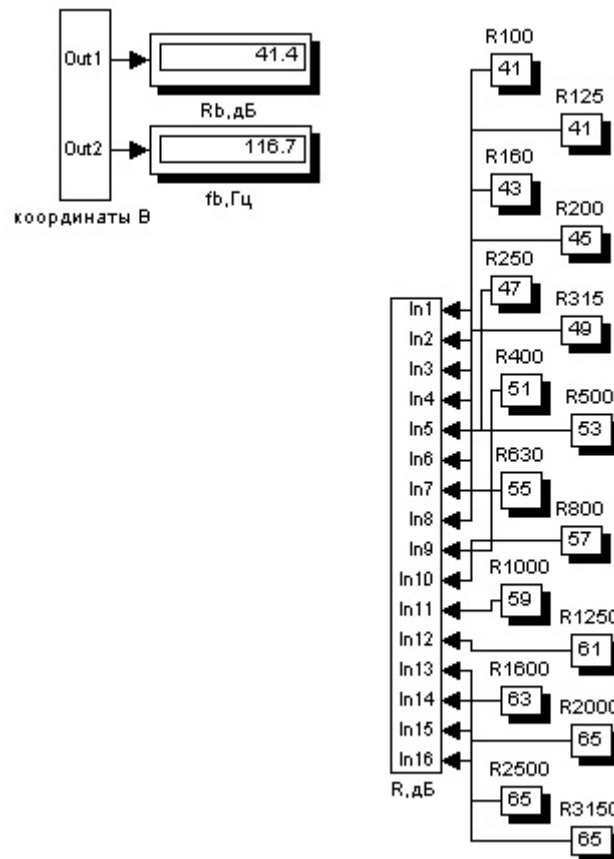 Out1
41.4
Rb,дБ
Out2
116.7
fb,Гц
координаты В
R100
41
R125
41
R160
43
R200
45
R250
47
R315
49
R400
51
R500
53
R630
55
R800
57
R1000
59
R1250
61
R1600
63
R2000
65
R2500
65
R3150
65
In1
In2
In3
In4
In5
In6
In7
In8
In9
In10
In11
In12
In13
In14
In15
In16
R,дБ